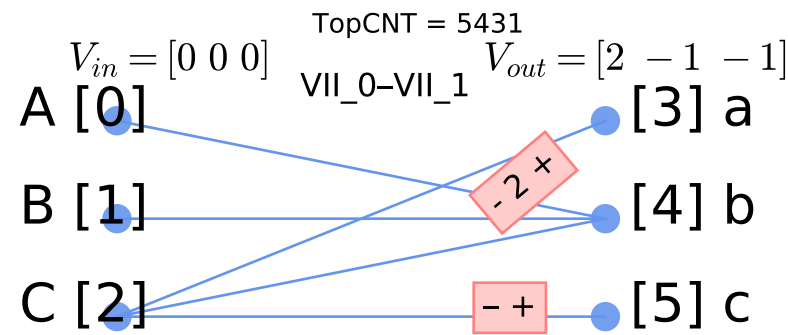 TopCNT = 5431
V_in = [0 0 0]
V_out = [2 −1 −1]
VII_0–VII_1
A [0]
[3] a
- 2 +
B [1]
[4] b
C [2]
– +
[5] c